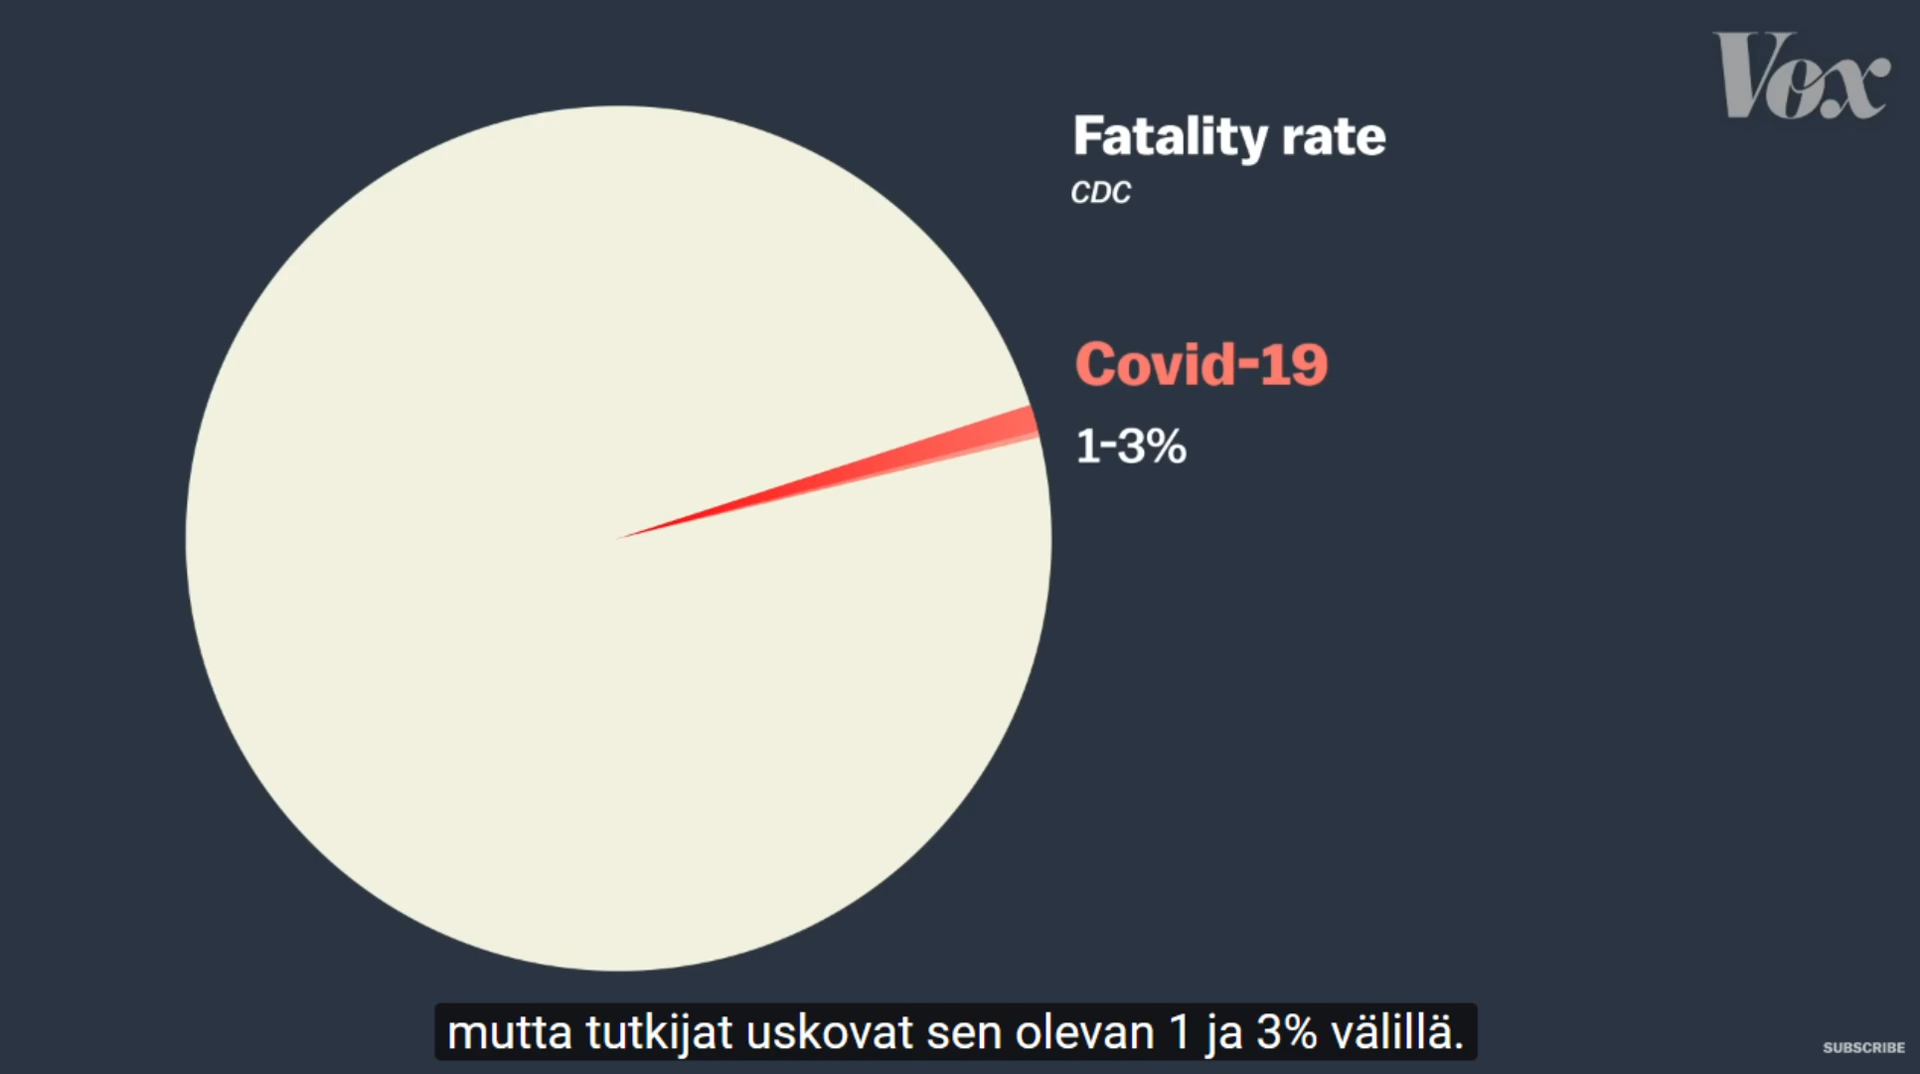 Vox
Fatality rate
CDC
Covid-19
1-3%
mutta tutkijat uskovat sen olevan 1 ja 3% välillä.
SUBSCRIBE